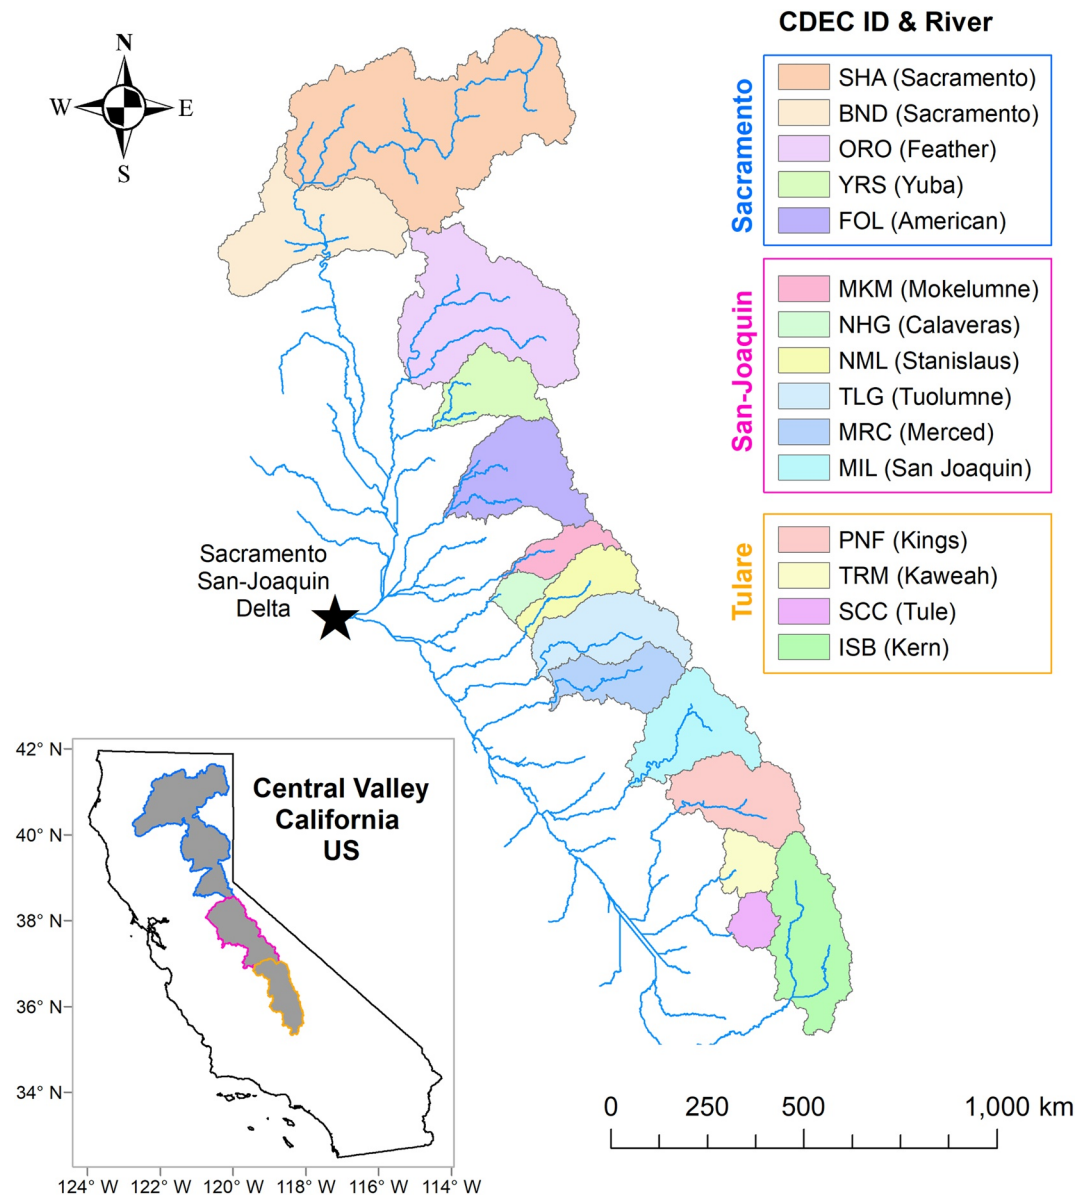 CDEC ID & River
N
W
E
S
Sacramento
SHA (Sacramento)
BND (Sacramento)
ORO (Feather)
YRS (Yuba)
FOL (American)
San-Joaquin
MKM (Mokelumne)
NHG (Calaveras)
NML (Stanislaus)
TLG (Tuolumne)
MRC (Merced)
MIL (San Joaquin)
Tulare
PNF (Kings)
TRM (Kaweah)
SCC (Tule)
ISB (Kern)
Sacramento
San-Joaquin
Delta
Central Valley
California
US
42° N
40° N
38° N
36° N
34° N
124° W 122° W 120° W 118° W 116° W 114° W
0 250 500 1,000 km